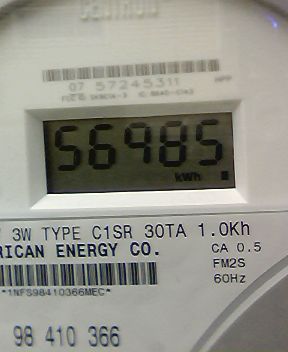 CENTRON
07 57245311
56985
kWh
3W TYPE C1SR 30TA 1.0Kh
RICAN ENERGY CO.
CA 0.5
FM2S
60Hz
*1NFS98410366MEC*
98 410 366